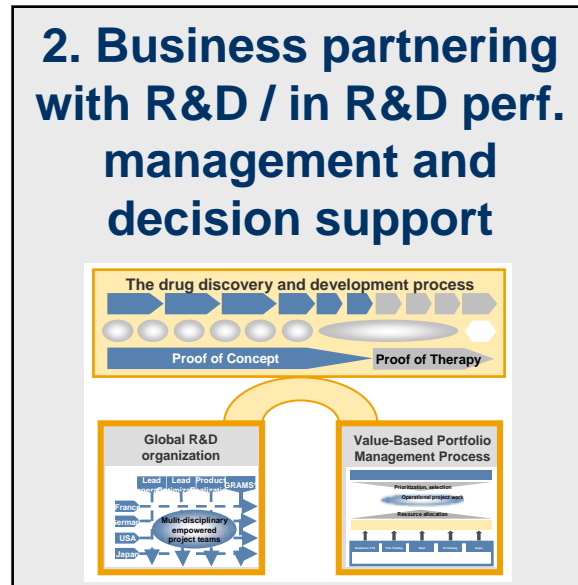 2. Business partnering
with R&D / in R&D perf.
management and
decision support
The drug discovery and development process
Proof of Concept
Proof of Therapy
Global R&D
organization
Lead
Lead
Product
GRAMS*
France
German
USA
Japan
Mulit-disciplinary
empowered
project teams
Value-Based Portfolio
Management Process
Prioritization, selection
Operational project work
Resource allocation